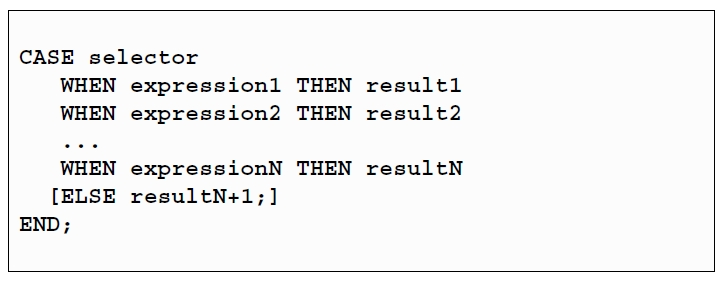 CASE selector
WHEN expression1 THEN result1
WHEN expression2 THEN result2
...
WHEN expressionN THEN resultN
[ELSE resultN+1;]
END;